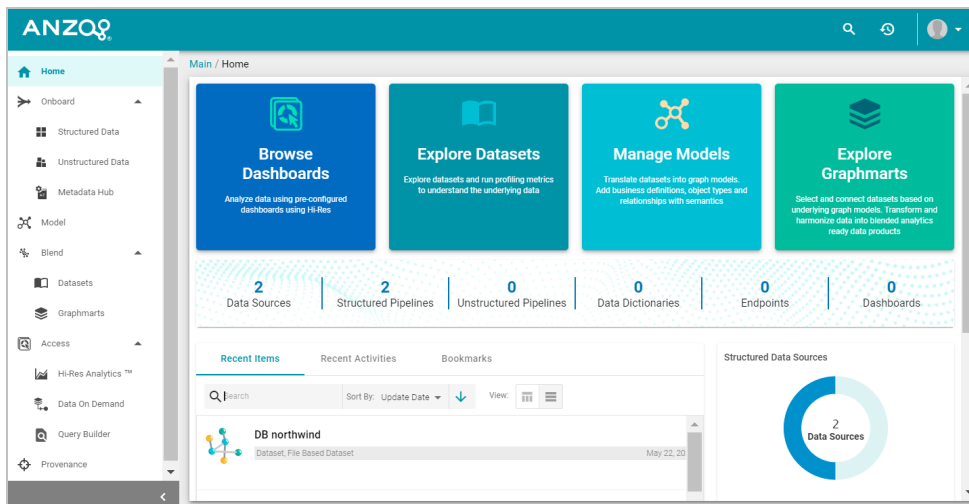 ANZO®
Home
Onboard
Structured Data
Unstructured Data
Metadata Hub
Model
Blend
Datasets
Graphmarts
Access
Hi-Res Analytics ™
Data On Demand
Query Builder
Provenance
Main / Home
Browse
Dashboards
Analyze data using pre-configured
dashboards using Hi-Res
Explore Datasets
Explore datasets and run profiling metrics
to understand the underlying data
Manage Models
Translate datasets into graph models.
Add business definitions, object types and
relationships with semantics
Explore
Graphmarts
Select and connect datasets based on
underlying graph models. Transform and
harmonize data into blended analytics
ready data products
2
Data Sources
2
Structured Pipelines
0
Unstructured Pipelines
0
Data Dictionaries
0
Endpoints
0
Dashboards
Recent Items Recent Activities Bookmarks
Search Sort By: Update Date View:
DB northwind
Dataset, File Based Dataset May 22, 20
Structured Data Sources
2
Data Sources